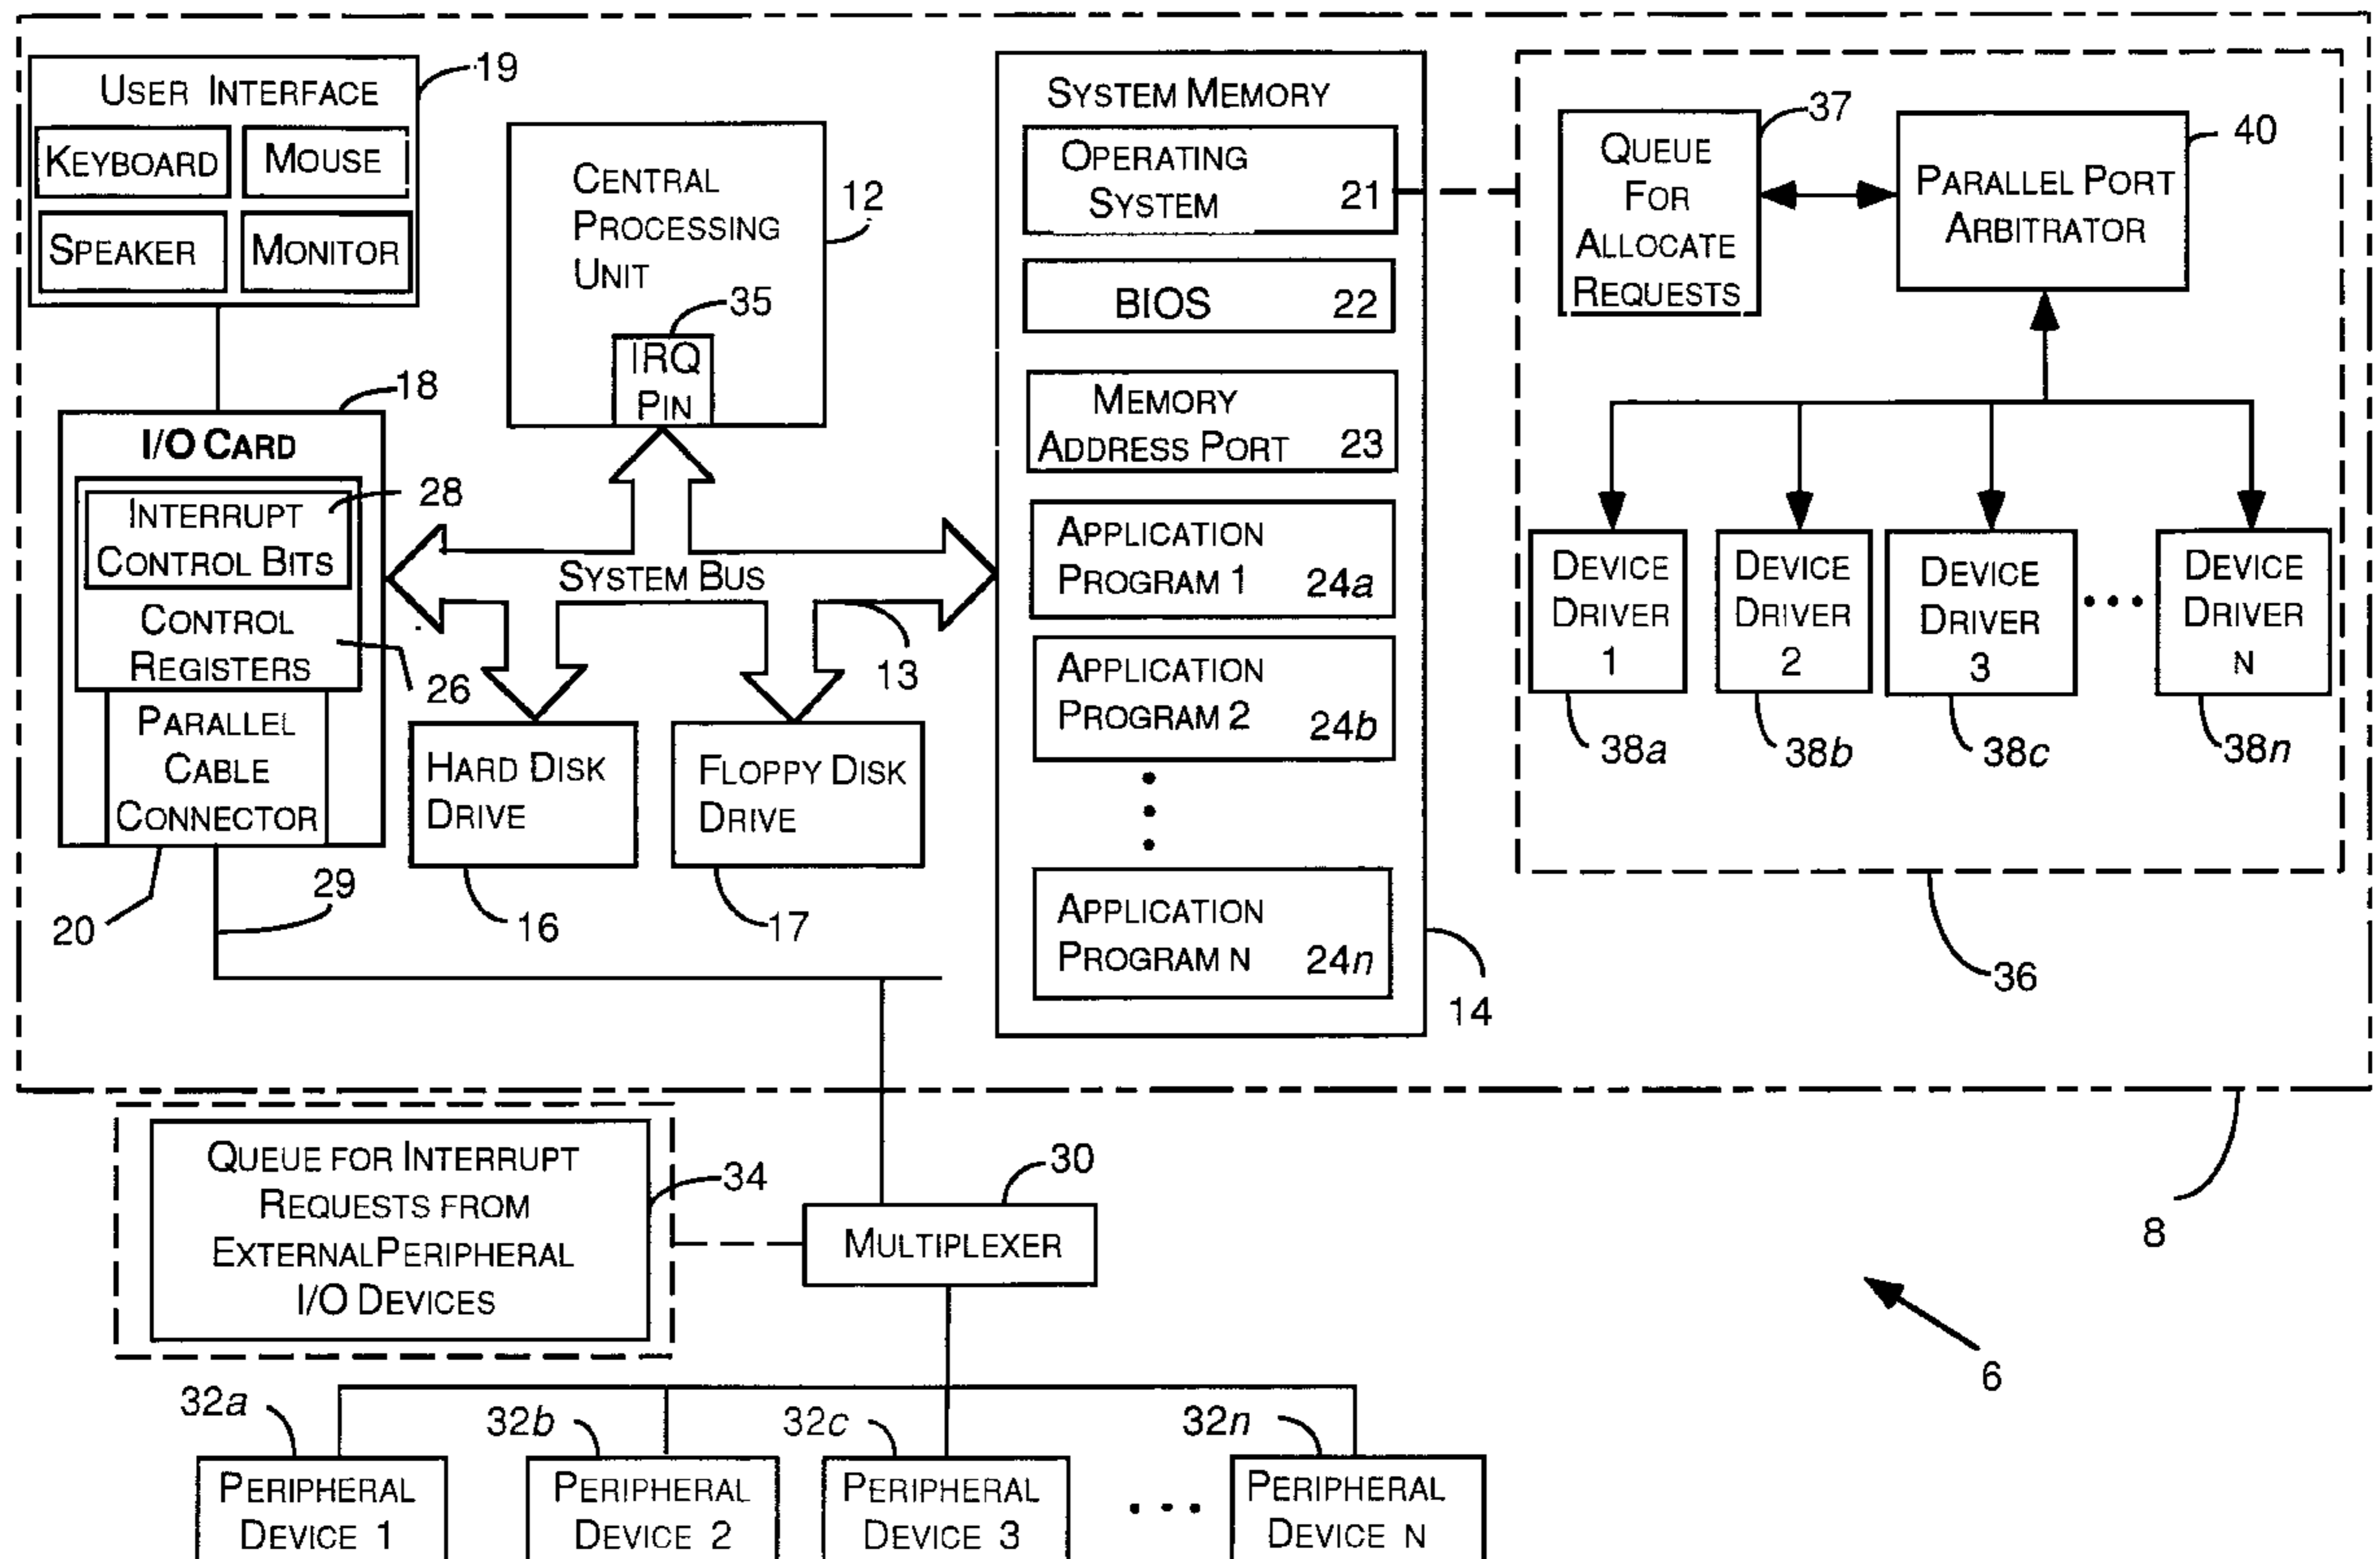 USER INTERFACE
19
KEYBOARD
MOUSE
SPEAKER
MONITOR
CENTRAL
PROCESSING
UNIT
12
35
IRQ
PIN
18
I/O CARD
INTERRUPT
CONTROL BITS
28
CONTROL
REGISTERS
26
PARALLEL
CABLE
CONNECTOR
20
29
SYSTEM BUS
13
HARD DISK
DRIVE
16
FLOPPY DISK
DRIVE
17
SYSTEM MEMORY
OPERATING
SYSTEM 21
BIOS 22
MEMORY
ADDRESS PORT 23
APPLICATION
PROGRAM 1 24a
APPLICATION
PROGRAM 2 24b
APPLICATION
PROGRAM N 24n
14
QUEUE
FOR
ALLOCATE
REQUESTS
37
PARALLEL PORT
ARBITRATOR
40
DEVICE
DRIVER
1
38a
DEVICE
DRIVER
2
38b
DEVICE
DRIVER
3
38c
DEVICE
DRIVER
N
38n
36
8
QUEUE FOR INTERRUPT
REQUESTS FROM
EXTERNAL PERIPHERAL
I/O DEVICES
34
30
MULTIPLEXER
6
32a
PERIPHERAL
DEVICE 1
32b
PERIPHERAL
DEVICE 2
32c
PERIPHERAL
DEVICE 3
32n
PERIPHERAL
DEVICE N